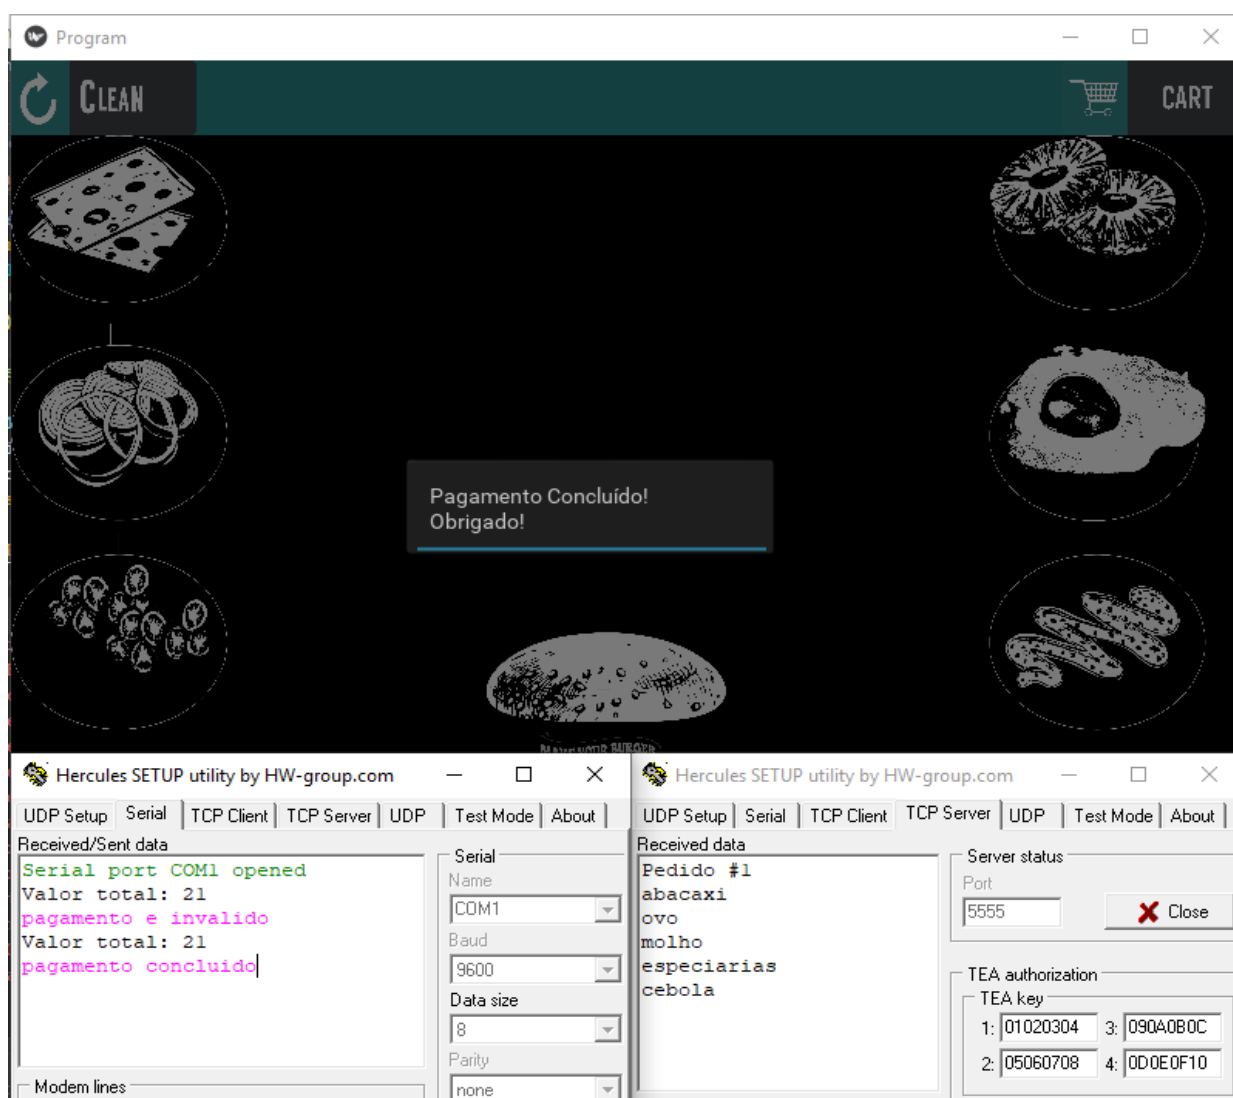 Program
CLEAN
CART
Pagamento Concluído!
Obrigado!
MAKE YOUR BURGER
Hercules SETUP utility by HW-group.com
UDP Setup Serial TCP Client TCP Server UDP Test Mode About
Received/Sent data
Serial port COM1 opened
Valor total: 21
pagamento e invalido
Valor total: 21
pagamento concluido
Modem lines
Serial
Name
COM1
Baud
9600
Data size
8
Parity
none
Hercules SETUP utility by HW-group.com
UDP Setup Serial TCP Client TCP Server UDP Test Mode About
Received data
Pedido #1
abacaxi
ovo
molho
especiarias
cebola
Server status
Port
5555
Close
TEA authorization
TEA key
1: 01020304 3: 090A0B0C
2: 05060708 4: 0D0E0F10